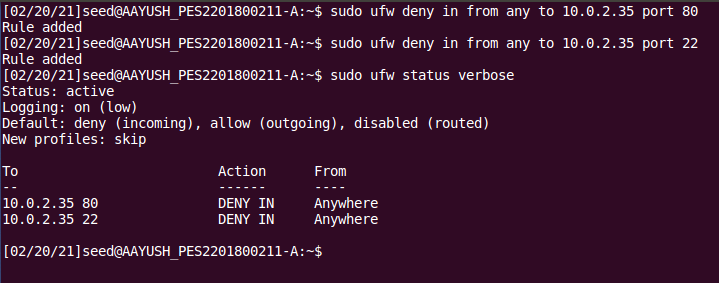 [02/20/21]seed@AAYUSH_PES2201800211-A:~$ sudo ufw deny in from any to 10.0.2.35 port 80
Rule added
[02/20/21]seed@AAYUSH_PES2201800211-A:~$ sudo ufw deny in from any to 10.0.2.35 port 22
Rule added
[02/20/21]seed@AAYUSH_PES2201800211-A:~$ sudo ufw status verbose
Status: active
Logging: on (low)
Default: deny (incoming), allow (outgoing), disabled (routed)
New profiles: skip

To                         Action      From
--                         ------      ----
10.0.2.35 80               DENY IN     Anywhere
10.0.2.35 22               DENY IN     Anywhere

[02/20/21]seed@AAYUSH_PES2201800211-A:~$